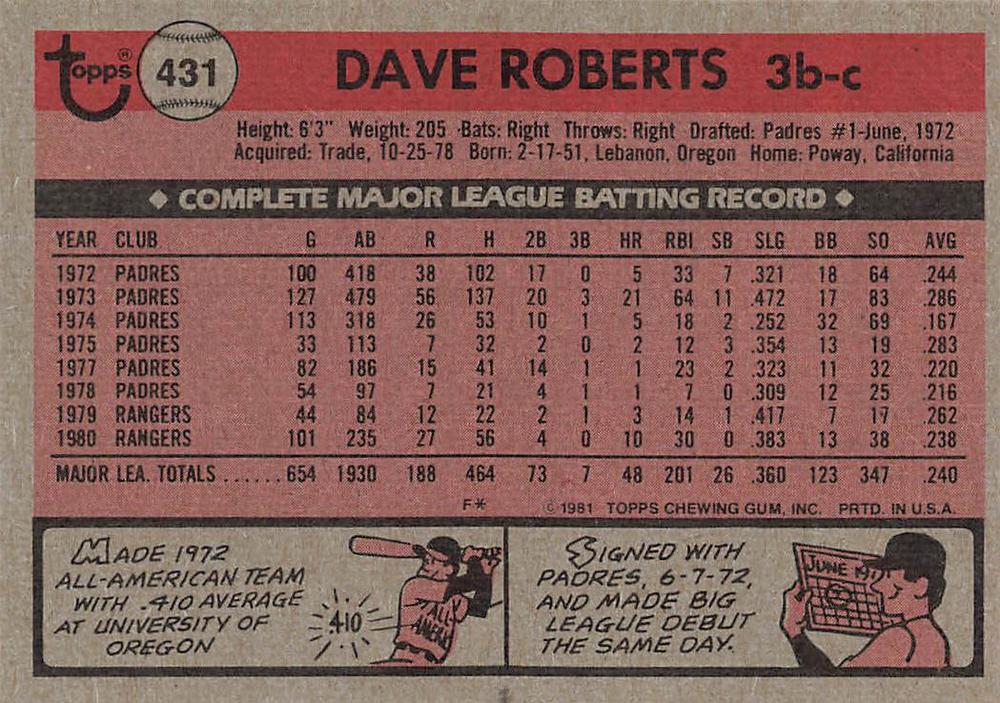 Topps® 431 DAVE ROBERTS 3b-c
Height: 6'3" Weight: 205 Bats: Right Throws: Right Drafted: Padres #1-June, 1972
Acquired: Trade, 10-25-78 Born: 2-17-51, Lebanon, Oregon Home: Poway, California
◆ COMPLETE MAJOR LEAGUE BATTING RECORD ◆
YEAR CLUB G AB R H 2B 3B HR RBI SB SLG BB SO AVG
1972 PADRES 100 418 38 102 17 0 5 33 7 .321 18 64 .244
1973 PADRES 127 479 56 137 20 3 21 64 11 .472 17 83 .286
1974 PADRES 113 318 26 53 10 1 5 18 2 .252 32 69 .167
1975 PADRES 33 113 7 32 2 0 2 12 3 .354 13 19 .283
1977 PADRES 82 186 15 41 14 1 1 23 2 .323 11 32 .220
1978 PADRES 54 97 7 21 4 1 1 7 0 .309 12 25 .216
1979 RANGERS 44 84 12 22 2 1 3 14 1 .417 7 17 .262
1980 RANGERS 101 235 27 56 4 0 10 30 0 .383 13 38 .238
MAJOR LEA. TOTALS ...... 654 1930 188 464 73 7 48 201 26 .360 123 347 .240
F* © 1981 TOPPS CHEWING GUM, INC. PRTD. IN U.S.A.
MADE 1972
ALL-AMERICAN TEAM
WITH .410 AVERAGE
AT UNIVERSITY OF
OREGON
.410
ALL
SIGNED WITH
PADRES, 6-7-72,
AND MADE BIG
LEAGUE DEBUT
THE SAME DAY.
JUNE